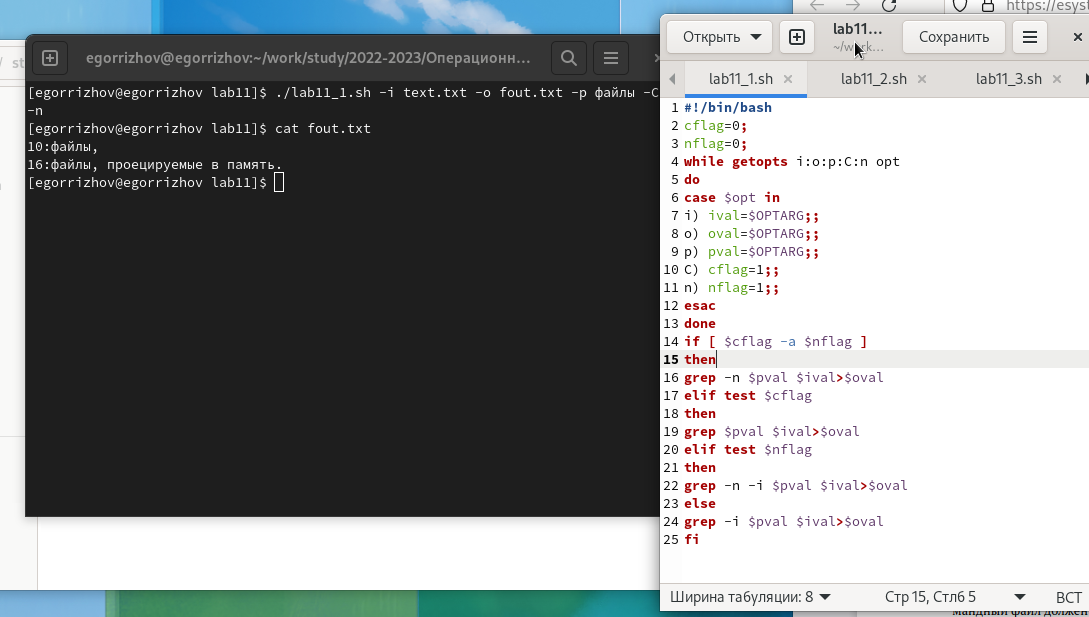 st
egorrizhov@egorrizhov:~/work/study/2022-2023/Операционн...
[egorrizhov@egorrizhov lab11]$ ./lab11_1.sh -i text.txt -o fout.txt -p файлы -C
-n
[egorrizhov@egorrizhov lab11]$ cat fout.txt
10:файлы,
16:файлы, проецируемые в память.
[egorrizhov@egorrizhov lab11]$
https://esyst
Открыть
lab11...
~/work...
Сохранить
lab11_1.sh
lab11_2.sh
lab11_3.sh
1 #!/bin/bash
2 cflag=0;
3 nflag=0;
4 while getopts i:o:p:C:n opt
5 do
6 case $opt in
7 i) ival=$OPTARG;;
8 o) oval=$OPTARG;;
9 p) pval=$OPTARG;;
10 C) cflag=1;;
11 n) nflag=1;;
12 esac
13 done
14 if [ $cflag -a $nflag ]
15 then
16 grep -n $pval $ival>$oval
17 elif test $cflag
18 then
19 grep $pval $ival>$oval
20 elif test $nflag
21 then
22 grep -n -i $pval $ival>$oval
23 else
24 grep -i $pval $ival>$oval
25 fi
Ширина табуляции: 8
Стр 15, Стлб 5
ВСТ
мандный файл должен